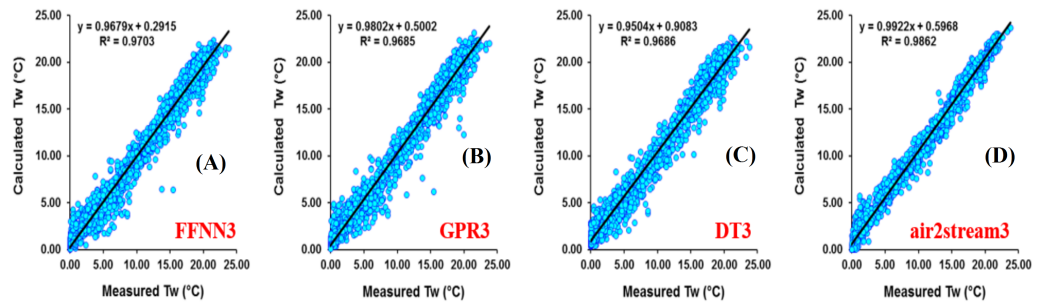 y = 0.9679x + 0.2915
R² = 0.9703
25.00
20.00
15.00
10.00
5.00
0.00
Calculated Tw (°C)
(A)
FFNN3
0.00 5.00 10.00 15.00 20.00 25.00
Measured Tw (°C)
y = 0.9802x + 0.5002
R² = 0.9685
25.00
20.00
15.00
10.00
5.00
0.00
Calculated Tw (°C)
(B)
GPR3
0.00 5.00 10.00 15.00 20.00 25.00
Measured Tw (°C)
y = 0.9504x + 0.9083
R² = 0.9686
25.00
20.00
15.00
10.00
5.00
0.00
Calculated Tw (°C)
(C)
DT3
0.00 5.00 10.00 15.00 20.00 25.00
Measured Tw (°C)
y = 0.9922x + 0.5968
R² = 0.9862
25.00
20.00
15.00
10.00
5.00
0.00
Calculated Tw (°C)
(D)
air2stream3
0.00 5.00 10.00 15.00 20.00 25.00
Measured Tw (°C)